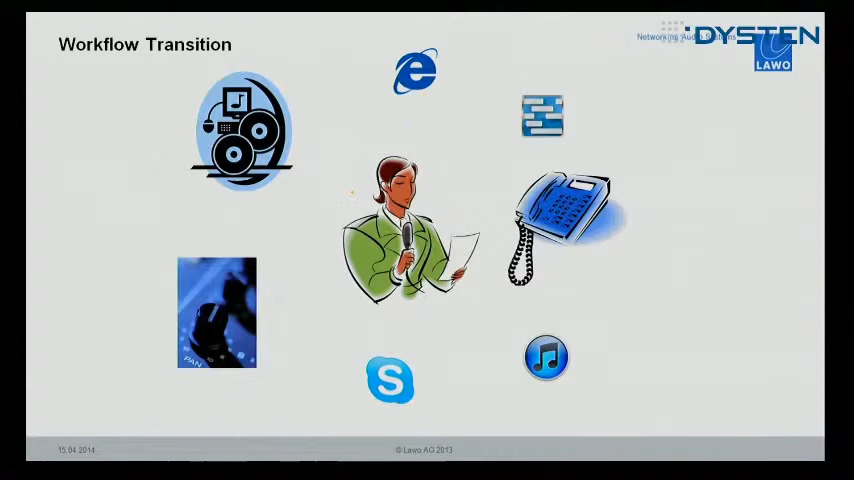 Workflow Transition
Networking Audio Systems
DYSTEN
LAWO
S
PAN
15.04.2014
© Lawo AG 2013